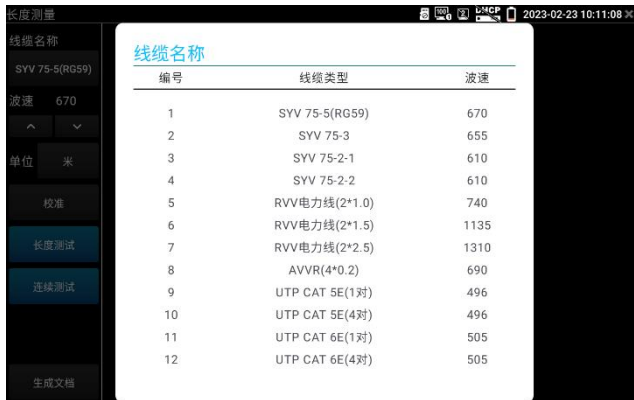 长度测量
2023-02-23 10:11:08
线缆名称
SYV 75-5(RG59)
波速 670
单位 米
校准
长度测试
连续测试
生成文档
线缆名称
编号 线缆类型 波速
1 SYV 75-5(RG59) 670
2 SYV 75-3 655
3 SYV 75-2-1 610
4 SYV 75-2-2 610
5 RVV电力线(2*1.0) 740
6 RVV电力线(2*1.5) 1135
7 RVV电力线(2*2.5) 1310
8 AVVR(4*0.2) 690
9 UTP CAT 5E(1对) 496
10 UTP CAT 5E(4对) 496
11 UTP CAT 6E(1对) 505
12 UTP CAT 6E(4对) 505